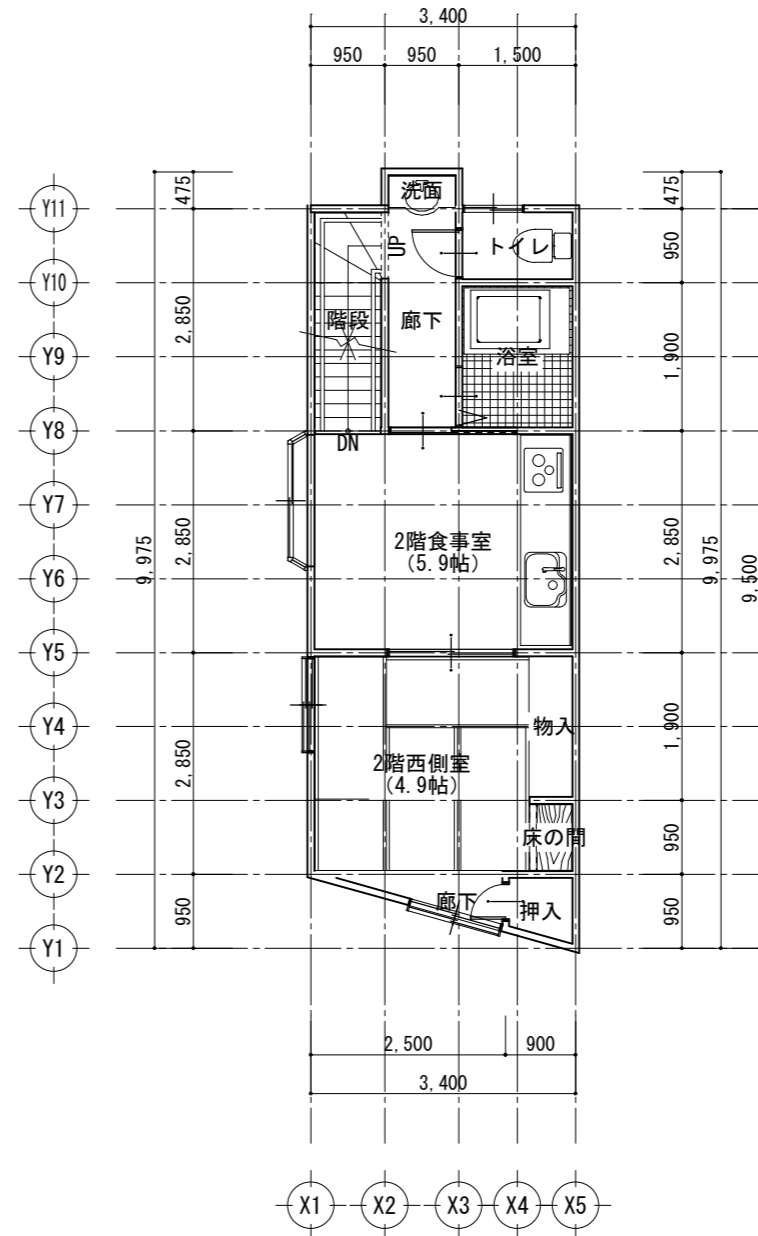 3,400
950
950
1,500
475
475
洗面
Y11
UP
トイレ
950
Y10
2,850
階段
廊下
Y9
浴室
1,900
Y8
DN
Y7
9,975
2,850
2階食事室
(5.9帖)
2,850
9,975
9,500
Y6
Y5
Y4
物入
1,900
2,850
2階西側室
(4.9帖)
Y3
床の間
950
Y2
950
廊下
押入
950
Y1
2,500
900
3,400
X1
X2
X3
X4
X5